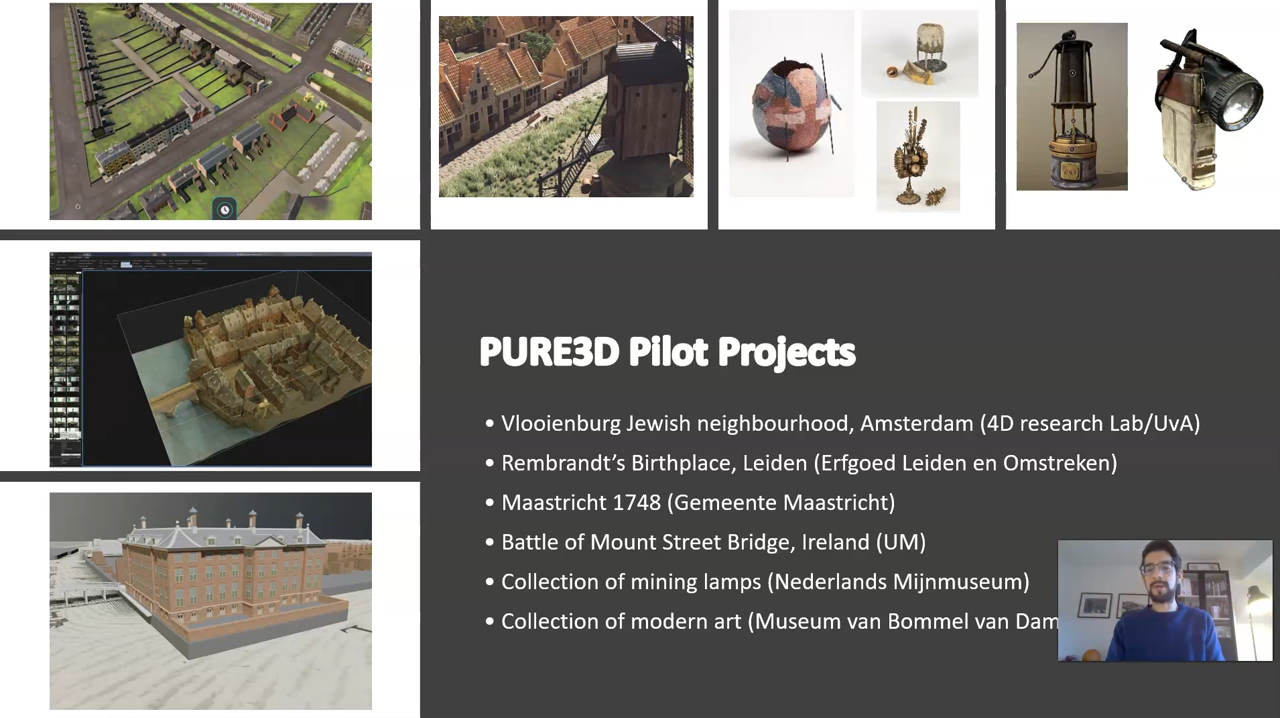 PURE3D Pilot Projects
• Vlooienburg Jewish neighbourhood, Amsterdam (4D research Lab/UvA)
• Rembrandt’s Birthplace, Leiden (Erfgoed Leiden en Omstreken)
• Maastricht 1748 (Gemeente Maastricht)
• Battle of Mount Street Bridge, Ireland (UM)
• Collection of mining lamps (Nederlands Mijnmuseum)
• Collection of modern art (Museum van Bommel van Dam